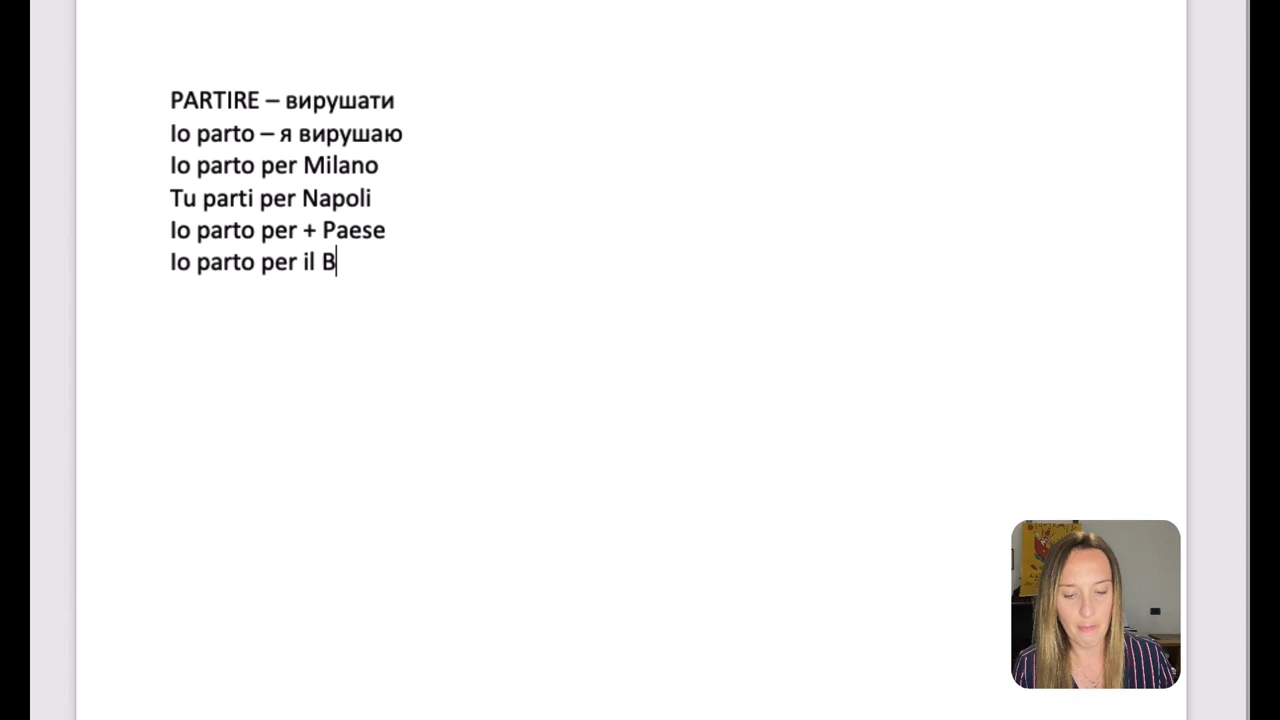 PARTIRE – вирушати
Io parto – я вирушаю
Io parto per Milano
Tu parti per Napoli
Io parto per + Paese
Io parto per il B